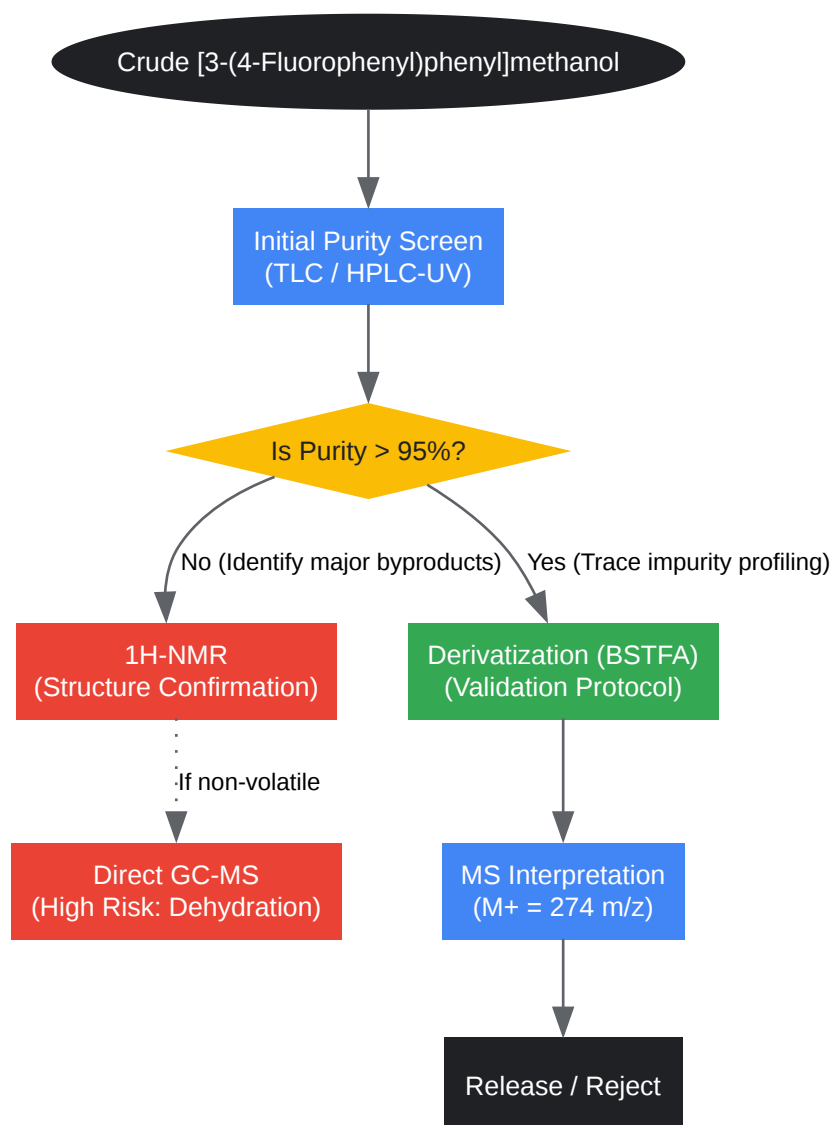 Crude [3-(4-Fluorophenyl)phenyl]methanol
Initial Purity Screen
(TLC / HPLC-UV)
Is Purity > 95%?
No (Identify major byproducts)
Yes (Trace impurity profiling)
1H-NMR
(Structure Confirmation)
Derivatization (BSTFA)
(Validation Protocol)
If non-volatile
Direct GC-MS
(High Risk: Dehydration)
MS Interpretation
(M+ = 274 m/z)
Release / Reject